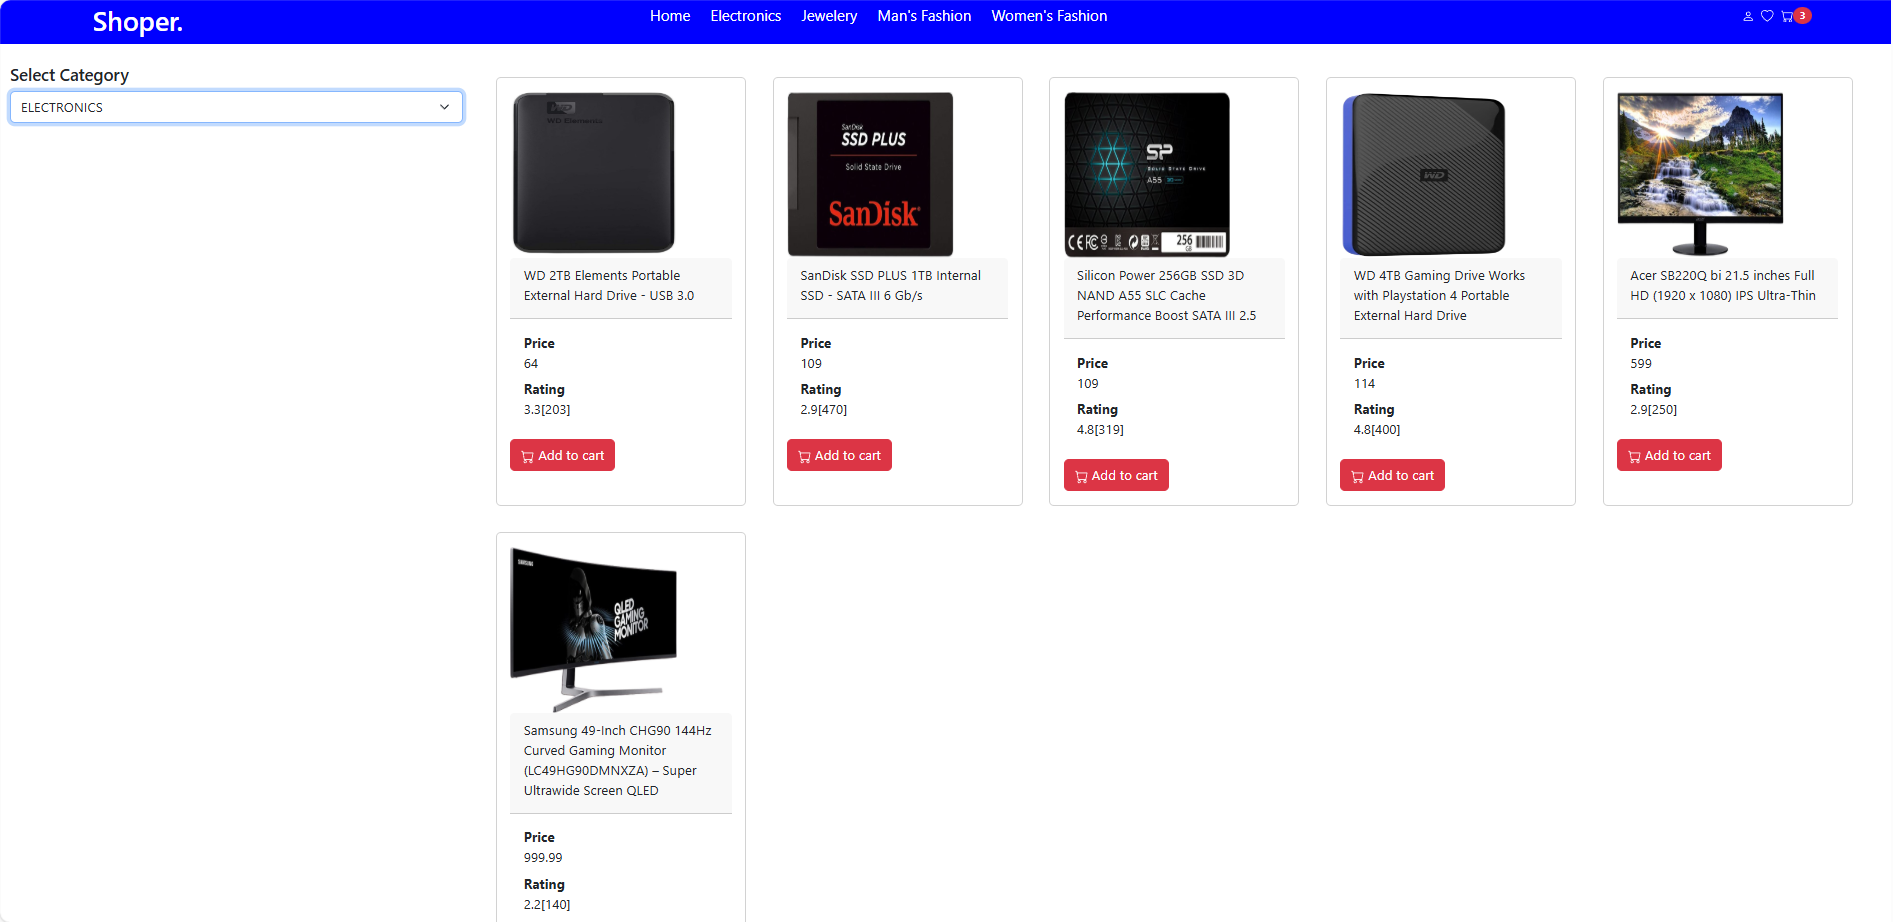 Shoper.
Home Electronics Jewelery Man's Fashion Women's Fashion
3
Select Category
ELECTRONICS
WD
WD Elements
WD 2TB Elements Portable
External Hard Drive - USB 3.0
Price
64
Rating
3.3[203]
Add to cart
SanDisk
SSD PLUS
Solid State Drive
SanDisk
SanDisk SSD PLUS 1TB Internal
SSD - SATA III 6 Gb/s
Price
109
Rating
2.9[470]
Add to cart
SP
SOLID STATE DRIVE
A55
256
GB
Silicon Power 256GB SSD 3D
NAND A55 SLC Cache
Performance Boost SATA III 2.5
Price
109
Rating
4.8[319]
Add to cart
WD
WD 4TB Gaming Drive Works
with Playstation 4 Portable
External Hard Drive
Price
114
Rating
4.8[400]
Add to cart
acer
Acer SB220Q bi 21.5 inches Full
HD (1920 x 1080) IPS Ultra-Thin
Price
599
Rating
2.9[250]
Add to cart
SAMSUNG
QLED
GAMING
MONITOR
Samsung 49-Inch CHG90 144Hz
Curved Gaming Monitor
(LC49HG90DMNXZA) – Super
Ultrawide Screen QLED
Price
999.99
Rating
2.2[140]